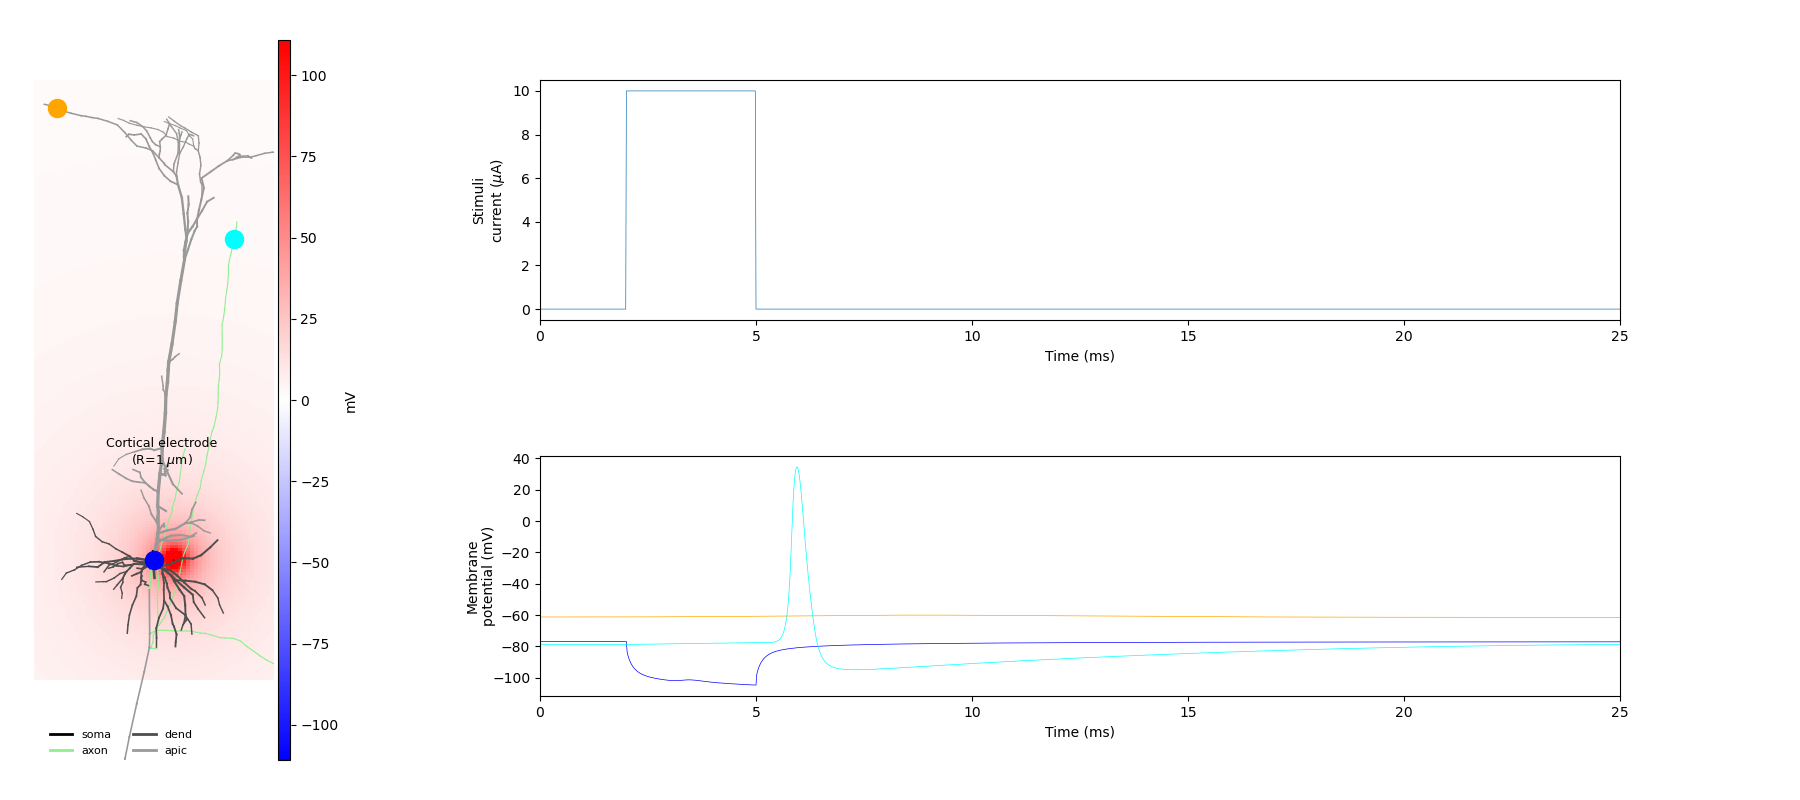 100
75
50
25
0
−25
−50
−75
−100
mV
Cortical electrode
(R=1 μm)
soma
axon
dend
apic
Stimuli
current (μA)
10
8
6
4
2
0
0 5 10 15 20 25
Time (ms)
Membrane
potential (mV)
40
20
0
−20
−40
−60
−80
−100
0 5 10 15 20 25
Time (ms)